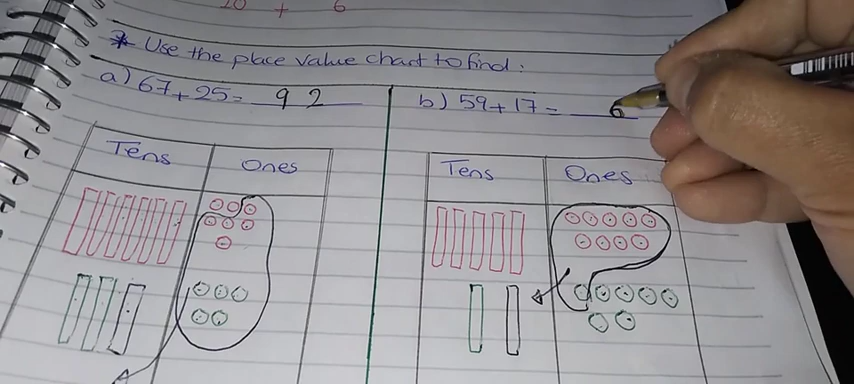 10 + 6
* Use the place value chart to find:
a) 67+25= 92
b) 59+17= 6
Tens Ones
Tens Ones